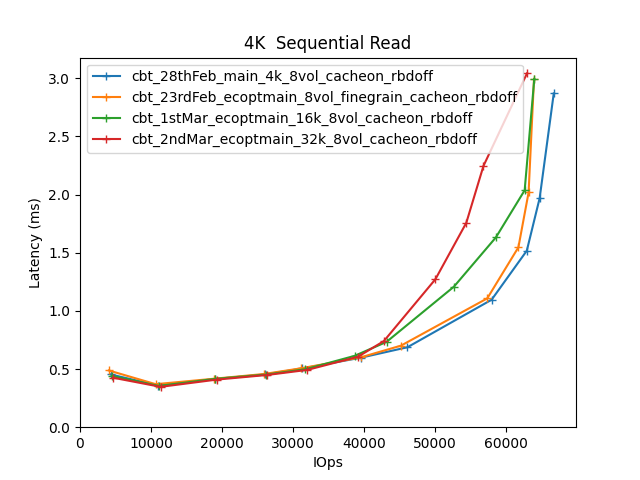 4K  Sequential Read
cbt_28thFeb_main_4k_8vol_cacheon_rbdoff
cbt_23rdFeb_ecoptmain_8vol_finegrain_cacheon_rbdoff
cbt_1stMar_ecoptmain_16k_8vol_cacheon_rbdoff
cbt_2ndMar_ecoptmain_32k_8vol_cacheon_rbdoff
Latency (ms)
3.0
2.5
2.0
1.5
1.0
0.5
0.0
0 10000 20000 30000 40000 50000 60000
IOps